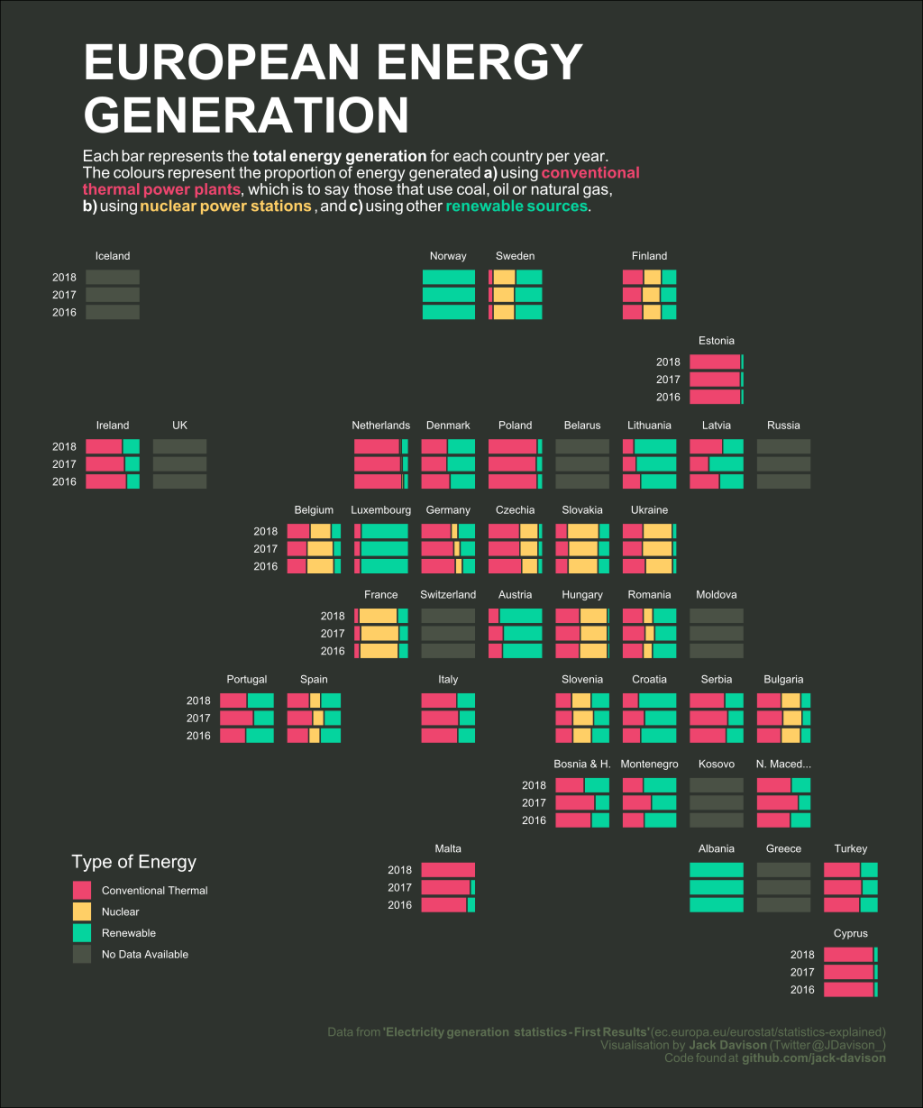 EUROPEAN ENERGY
GENERATION
Each bar represents the total energy generation for each country per year.
The colours represent the proportion of energy generated a) using conventional
thermal power plants, which is to say those that use coal, oil or natural gas,
b) using nuclear power stations , and c) using other renewable sources.
Iceland Norway Sweden Finland
2018
2017
2016
Estonia
2018
2017
2016
Ireland UK Netherlands Denmark Poland Belarus Lithuania Latvia Russia
2018
2017
2016
Belgium Luxembourg Germany Czechia Slovakia Ukraine
2018
2017
2016
France Switzerland Austria Hungary Romania Moldova
2018
2017
2016
Portugal Spain Italy Slovenia Croatia Serbia Bulgaria
2018
2017
2016
Bosnia & H. Montenegro Kosovo N. Maced...
2018
2017
2016
Malta Albania Greece Turkey
2018
2017
2016
Type of Energy
Conventional Thermal
Nuclear
Renewable
No Data Available
Cyprus
2018
2017
2016
Data from 'Electricity generation statistics - First Results' (ec.europa.eu/eurostat/statistics-explained)
Visualisation by Jack Davison (Twitter @JDavison_)
Code found at github.com/jack-davison